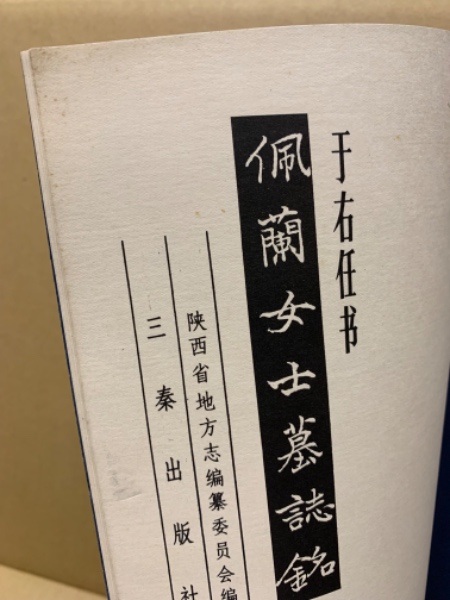 于右任书
佩蘭女士墓誌銘
陕西省地方志编纂委员会编
三秦出版社